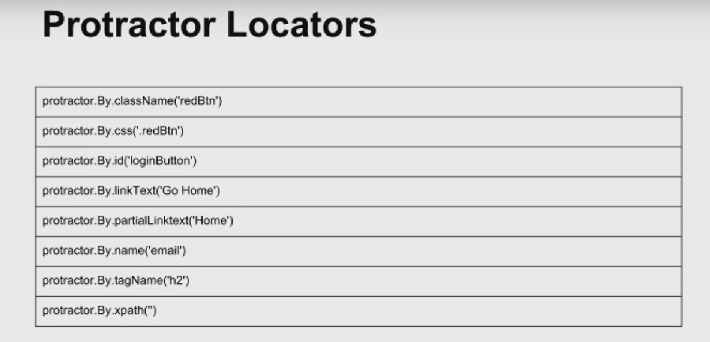 Protractor Locators
protractor.By.className('redBtn')
protractor.By.css('.redBtn')
protractor.By.id('loginButton')
protractor.By.linkText('Go Home')
protractor.By.partialLinktext('Home')
protractor.By.name('email')
protractor.By.tagName('h2')
protractor.By.xpath('')